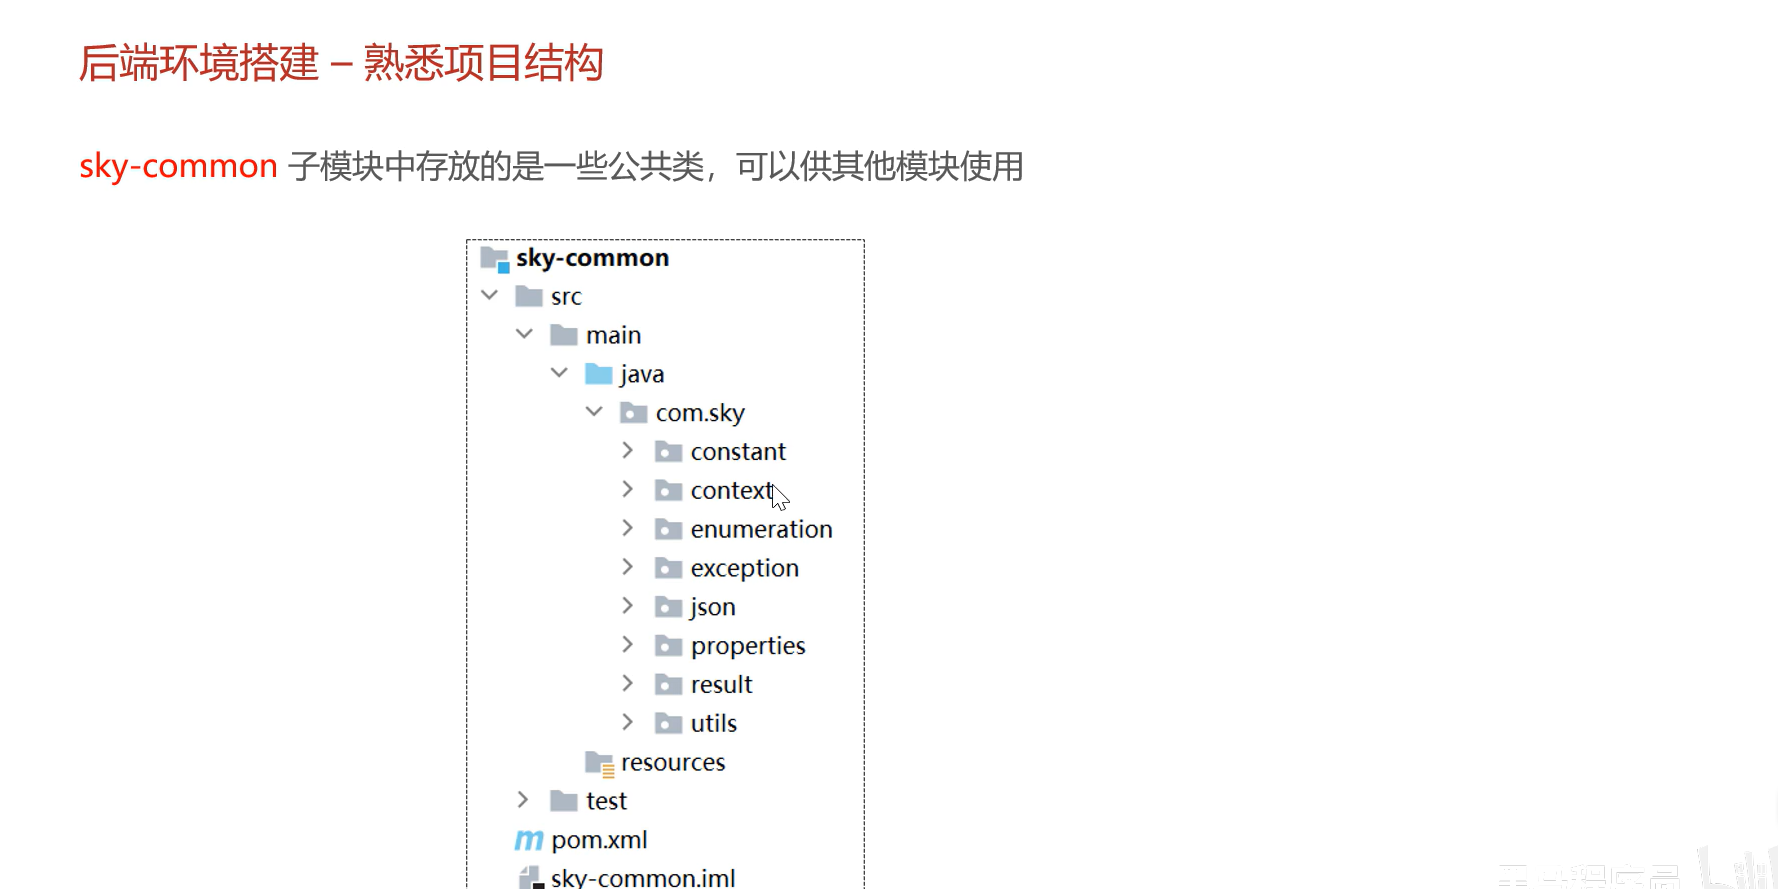 后端环境搭建 – 熟悉项目结构
sky-common 子模块中存放的是一些公共类，可以供其他模块使用
sky-common
src
main
java
com.sky
constant
context
enumeration
exception
json
properties
result
utils
resources
test
pom.xml
sky-common.iml